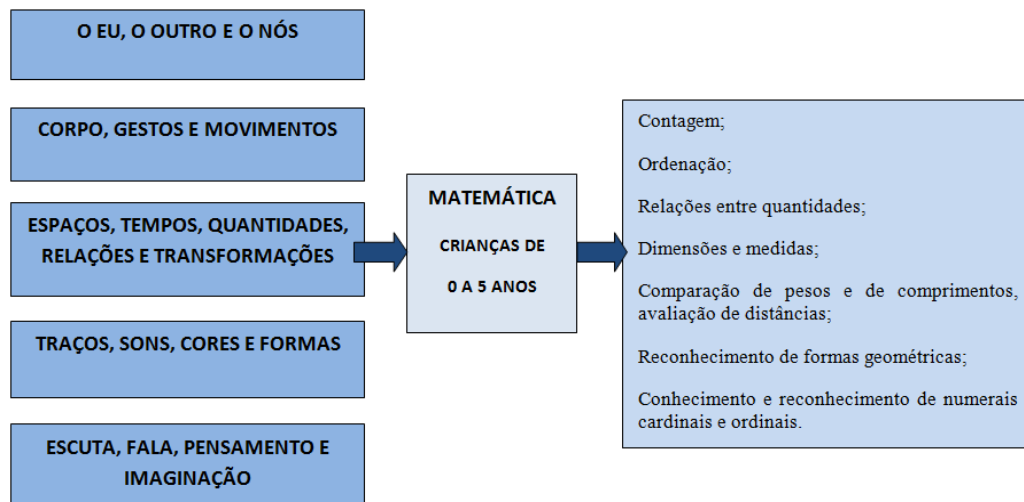 O EU, O OUTRO E O NÓS
CORPO, GESTOS E MOVIMENTOS
ESPAÇOS, TEMPOS, QUANTIDADES,
RELAÇÕES E TRANSFORMAÇÕES
TRAÇOS, SONS, CORES E FORMAS
ESCUTA, FALA, PENSAMENTO E
IMAGINAÇÃO
MATEMÁTICA
CRIANÇAS DE
0 A 5 ANOS
Contagem;
Ordenação;
Relações entre quantidades;
Dimensões e medidas;
Comparação de pesos e de comprimentos,
avaliação de distâncias;
Reconhecimento de formas geométricas;
Conhecimento e reconhecimento de numerais
cardinais e ordinais.